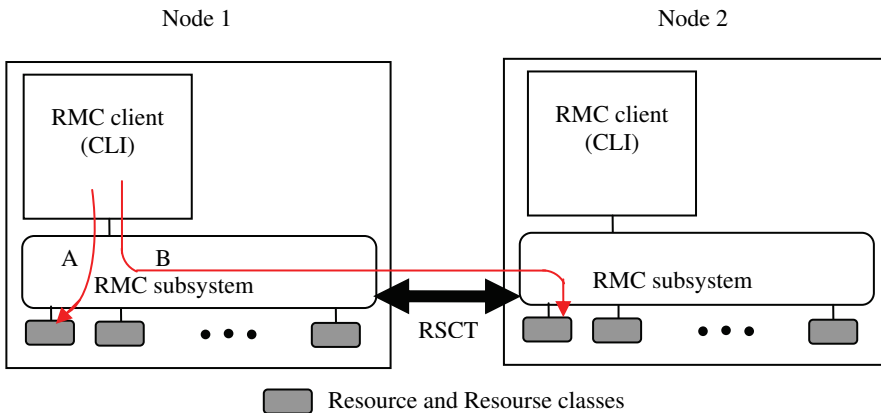 Node 1
Node 2
RMC client
(CLI)
RMC client
(CLI)
A
B
RMC subsystem
RMC subsystem
RSCT
Resource and Resourse classes